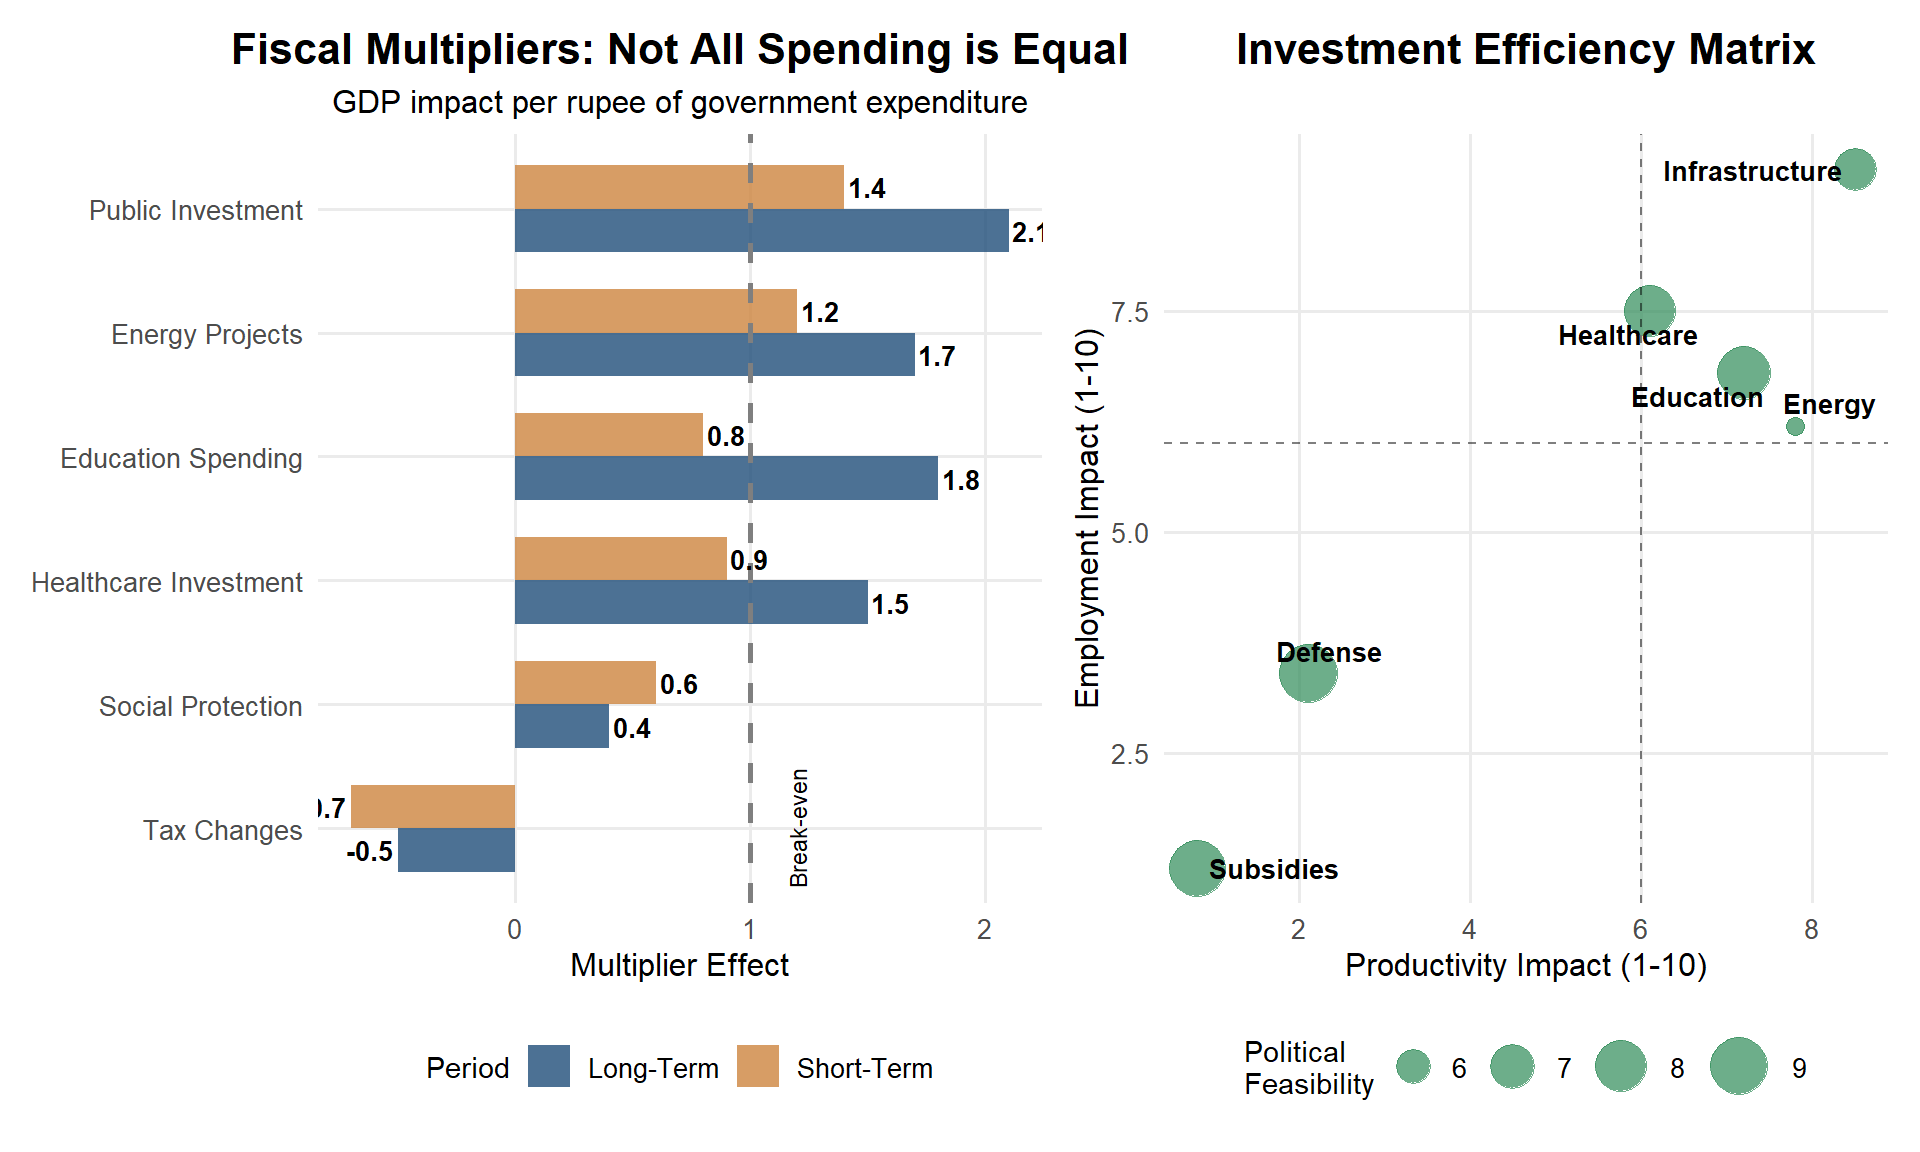 Fiscal Multipliers: Not All Spending is Equal
GDP impact per rupee of government expenditure
Public Investment
1.4
2.1
Energy Projects
1.2
1.7
Education Spending
0.8
1.8
Healthcare Investment
0.9
1.5
Social Protection
0.6
0.4
Tax Changes
0.7
-0.5
Break-even
0
1
2
Multiplier Effect
Period
Long-Term
Short-Term
Investment Efficiency Matrix
Employment Impact (1-10)
7.5
5.0
2.5
Infrastructure
Healthcare
Education
Energy
Defense
Subsidies
2
4
6
8
Productivity Impact (1-10)
Political
Feasibility
6
7
8
9